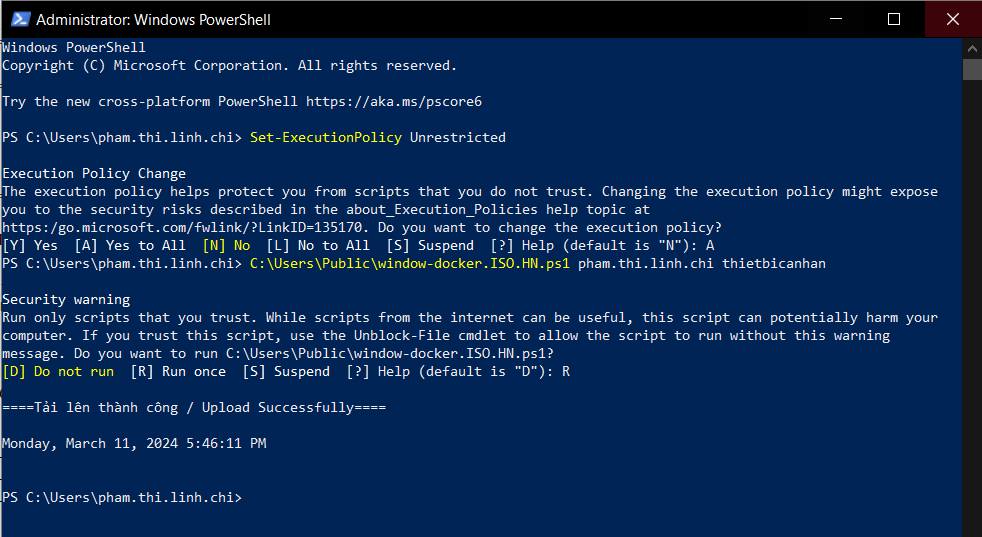 Administrator: Windows PowerShell
Windows PowerShell
Copyright (C) Microsoft Corporation. All rights reserved.
Try the new cross-platform PowerShell https://aka.ms/pscore6
PS C:\Users\pham.thi.linh.chi> Set-ExecutionPolicy Unrestricted
Execution Policy Change
The execution policy helps protect you from scripts that you do not trust. Changing the execution policy might expose
you to the security risks described in the about_Execution_Policies help topic at
https:/go.microsoft.com/fwlink/?LinkID=135170. Do you want to change the execution policy?
[Y] Yes  [A] Yes to All  [N] No  [L] No to All  [S] Suspend  [?] Help (default is "N"): A
PS C:\Users\pham.thi.linh.chi> C:\Users\Public\window-docker.ISO.HN.ps1 pham.thi.linh.chi thietbicanhan
Security warning
Run only scripts that you trust. While scripts from the internet can be useful, this script can potentially harm your
computer. If you trust this script, use the Unblock-File cmdlet to allow the script to run without this warning
message. Do you want to run C:\Users\Public\window-docker.ISO.HN.ps1?
[D] Do not run  [R] Run once  [S] Suspend  [?] Help (default is "D"): R
====Tải lên thành công / Upload Successfully====
Monday, March 11, 2024 5:46:11 PM
PS C:\Users\pham.thi.linh.chi>